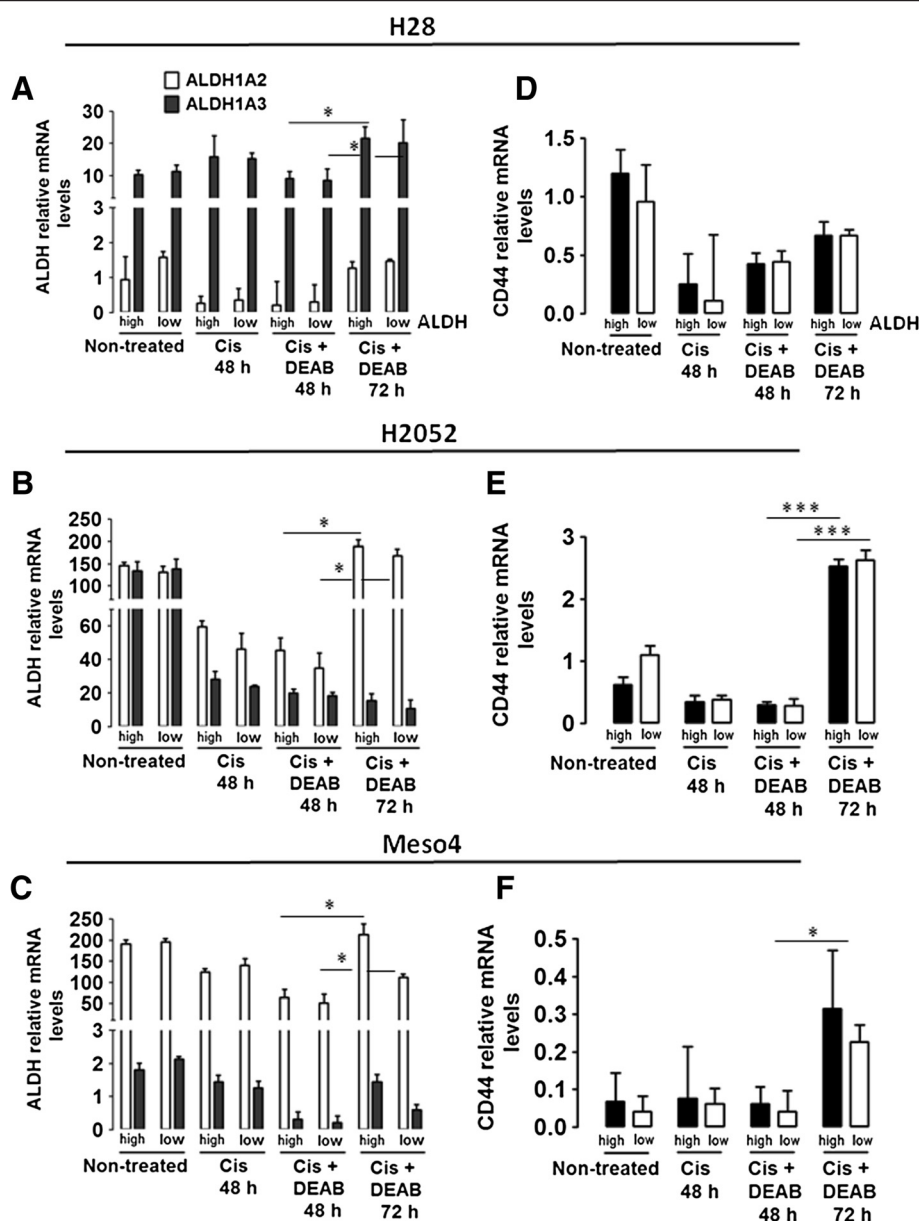 H28
A
ALDH1A2
ALDH1A3
ALDH relative mRNA
levels
30
20
10
3
2
1
0
*
*
high low high low high low high low ALDH
Non-treated Cis Cis + Cis +
48 h DEAB DEAB
48 h 72 h
D
CD44 relative mRNA
levels
1.5
1.0
0.5
0.0
high low high low high low high low ALDH
Non-treated Cis Cis + Cis +
48 h DEAB DEAB
48 h 72 h
H2052
B
ALDH relative mRNA
levels
250
200
150
100
60
40
20
0
*
*
high low high low high low high low
Non-treated Cis Cis + Cis +
48 h DEAB DEAB
48 h 72 h
E
CD44 relative mRNA
levels
3
2
1
0
***
***
high low high low high low high low
Non-treated Cis Cis + Cis +
48 h DEAB DEAB
48 h 72 h
Meso4
C
ALDH relative mRNA
levels
250
200
150
100
50
3
2
1
0
*
*
high low high low high low high low
Non-treated Cis Cis + Cis +
48 h DEAB DEAB
48 h 72 h
F
CD44 relative mRNA
levels
0.5
0.4
0.3
0.2
0.1
0.0
*
high low high low high low high low
Non-treated Cis Cis + Cis +
48 h DEAB DEAB
48 h 72 h